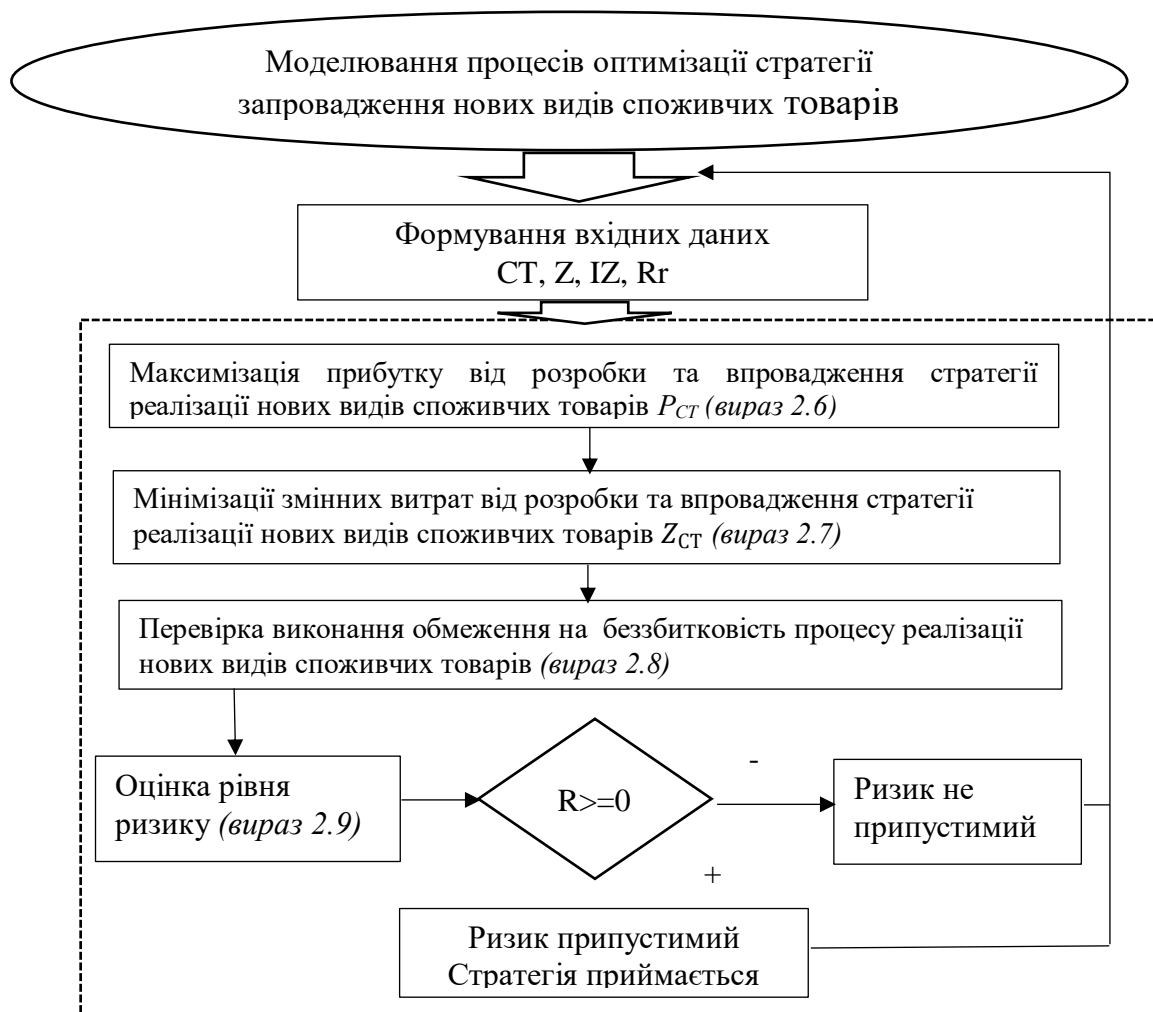 Моделювання процесів оптимізації стратегії
запровадження нових видів споживчих товарів
Формування вхідних даних
CT, Z, IZ, Rr
Максимізація прибутку від розробки та впровадження стратегії
реалізації нових видів споживчих товарів P_CT (вираз 2.6)
Мінімізації змінних витрат від розробки та впровадження стратегії
реалізації нових видів споживчих товарів Z_CT (вираз 2.7)
Перевірка виконання обмеження на беззбитковість процесу реалізації
нових видів споживчих товарів (вираз 2.8)
Оцінка рівня
ризику (вираз 2.9)
R>=0
-
Ризик не
припустимий
+
Ризик припустимий
Стратегія приймається